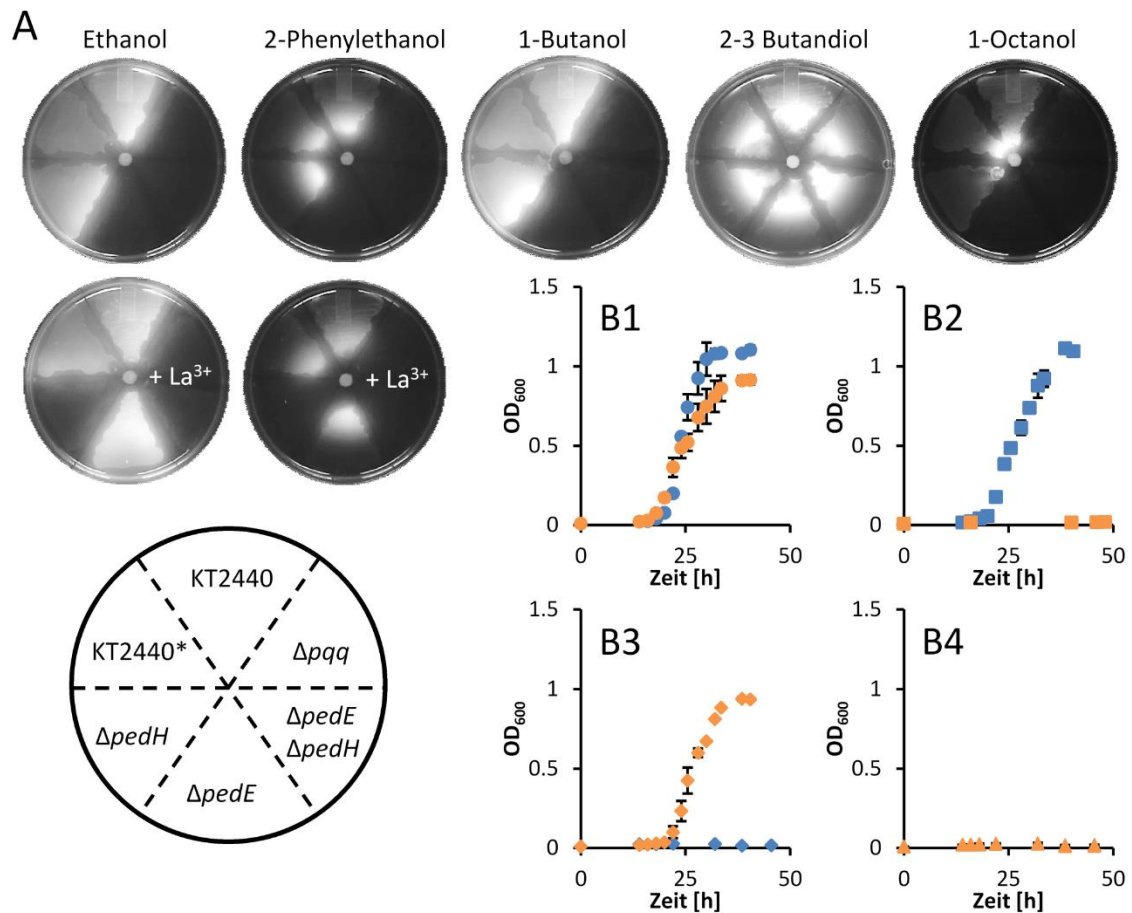 A
Ethanol
2-Phenylethanol
1-Butanol
2-3 Butandiol
1-Octanol
+ La³⁺
+ La³⁺
KT2440
KT2440*
Δpqq
ΔpedH
ΔpedE
ΔpedH
ΔpedE
B1
1.5
1
0.5
0
OD₆₀₀
0
25
50
Zeit [h]
B2
1.5
1
0.5
0
OD₆₀₀
0
25
50
Zeit [h]
B3
1.5
1
0.5
0
OD₆₀₀
0
25
50
Zeit [h]
B4
1.5
1
0.5
0
OD₆₀₀
0
25
50
Zeit [h]